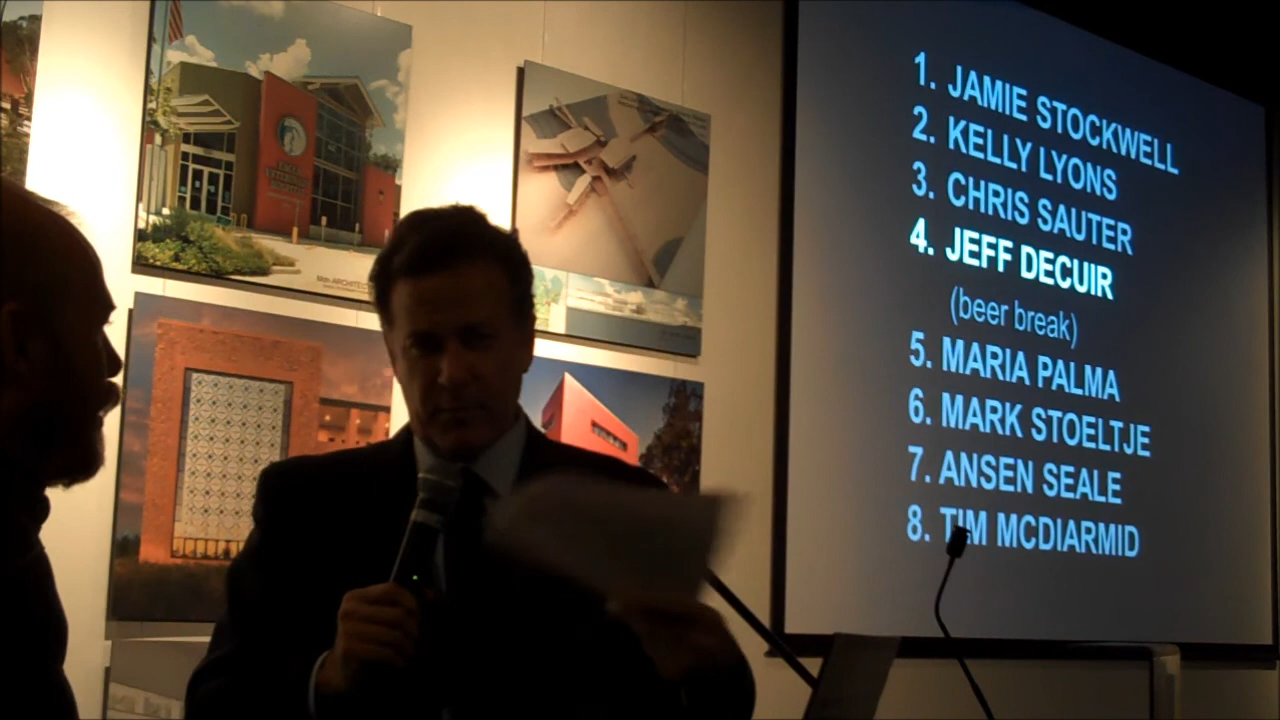 1. JAMIE STOCKWELL
2. KELLY LYONS
3. CHRIS SAUTER
4. JEFF DECUIR
(beer break)
5. MARIA PALMA
6. MARK STOELTJE
7. ANSEN SEALE
8. TIM MCDIARMID